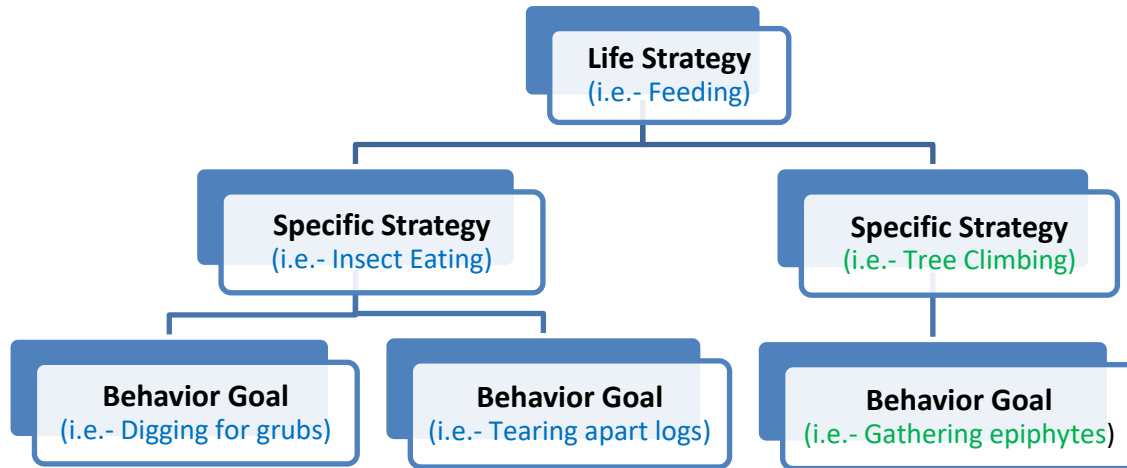 Life Strategy
(i.e.- Feeding)
Specific Strategy
(i.e.- Insect Eating)
Specific Strategy
(i.e.- Tree Climbing)
Behavior Goal
(i.e.- Digging for grubs)
Behavior Goal
(i.e.- Tearing apart logs)
Behavior Goal
(i.e.- Gathering epiphytes)